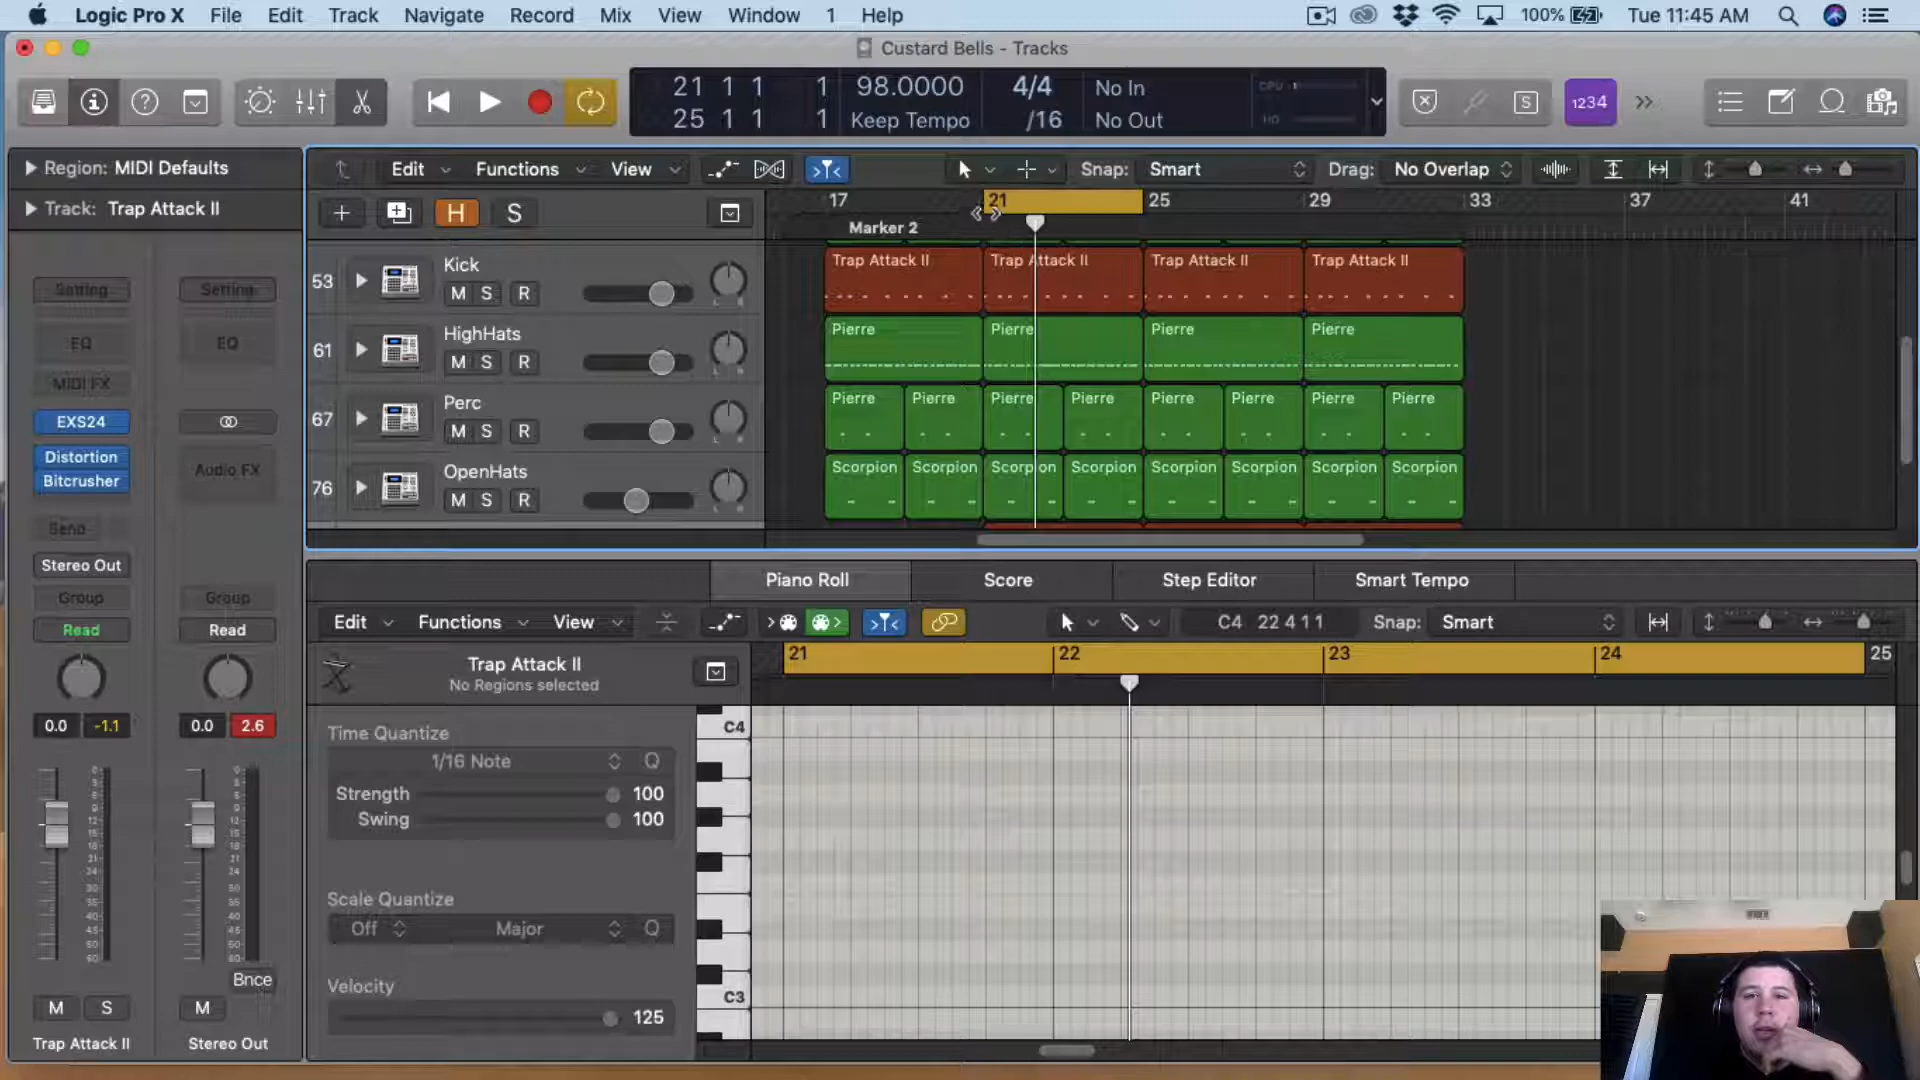 Logic Pro X File Edit Track Navigate Record Mix View Window 1 Help 100% Tue 11:45 AM
Custard Bells - Tracks
21 1 1 1 98.0000 4/4 No In CPU
25 1 1 1 Keep Tempo /16 No Out HD
1234
S
Region: MIDI Defaults
Edit Functions View Snap: Smart Drag: No Overlap
Track: Trap Attack II
H S
17 21 25 29 33 37 41
Marker 2
53 Kick M S R
Trap Attack II Trap Attack II Trap Attack II Trap Attack II
61 HighHats M S R
Pierre Pierre Pierre Pierre
67 Perc M S R
Pierre Pierre Pierre Pierre Pierre Pierre Pierre Pierre
76 OpenHats M S R
Scorpion Scorpion Scorpion Scorpion Scorpion Scorpion Scorpion Scorpion
Setting Setting
EQ EQ
MIDI FX
EXS24
Distortion
Bitcrusher
Audio FX
Send
Stereo Out
Group Group
Read Read
0.0 -1.1 0.0 2.6
Bnce
M S M
Trap Attack II Stereo Out
Piano Roll Score Step Editor Smart Tempo
Edit Functions View C4 22 4 1 1 Snap: Smart
Trap Attack II
No Regions selected
21 22 23 24 25
Time Quantize
1/16 Note Q
Strength 100
Swing 100
Scale Quantize
Off Major Q
Velocity
125
C4
C3